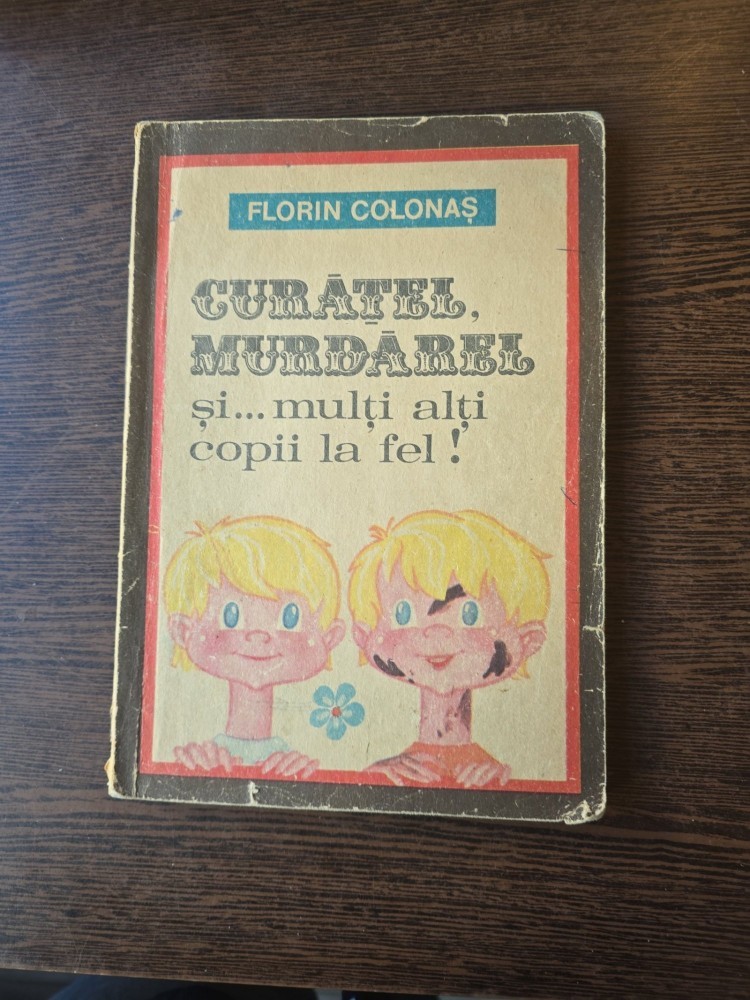 FLORIN COLONAȘ
CURĂȚEL,
MURDĂREL
și... mulți alți
copii la fel!